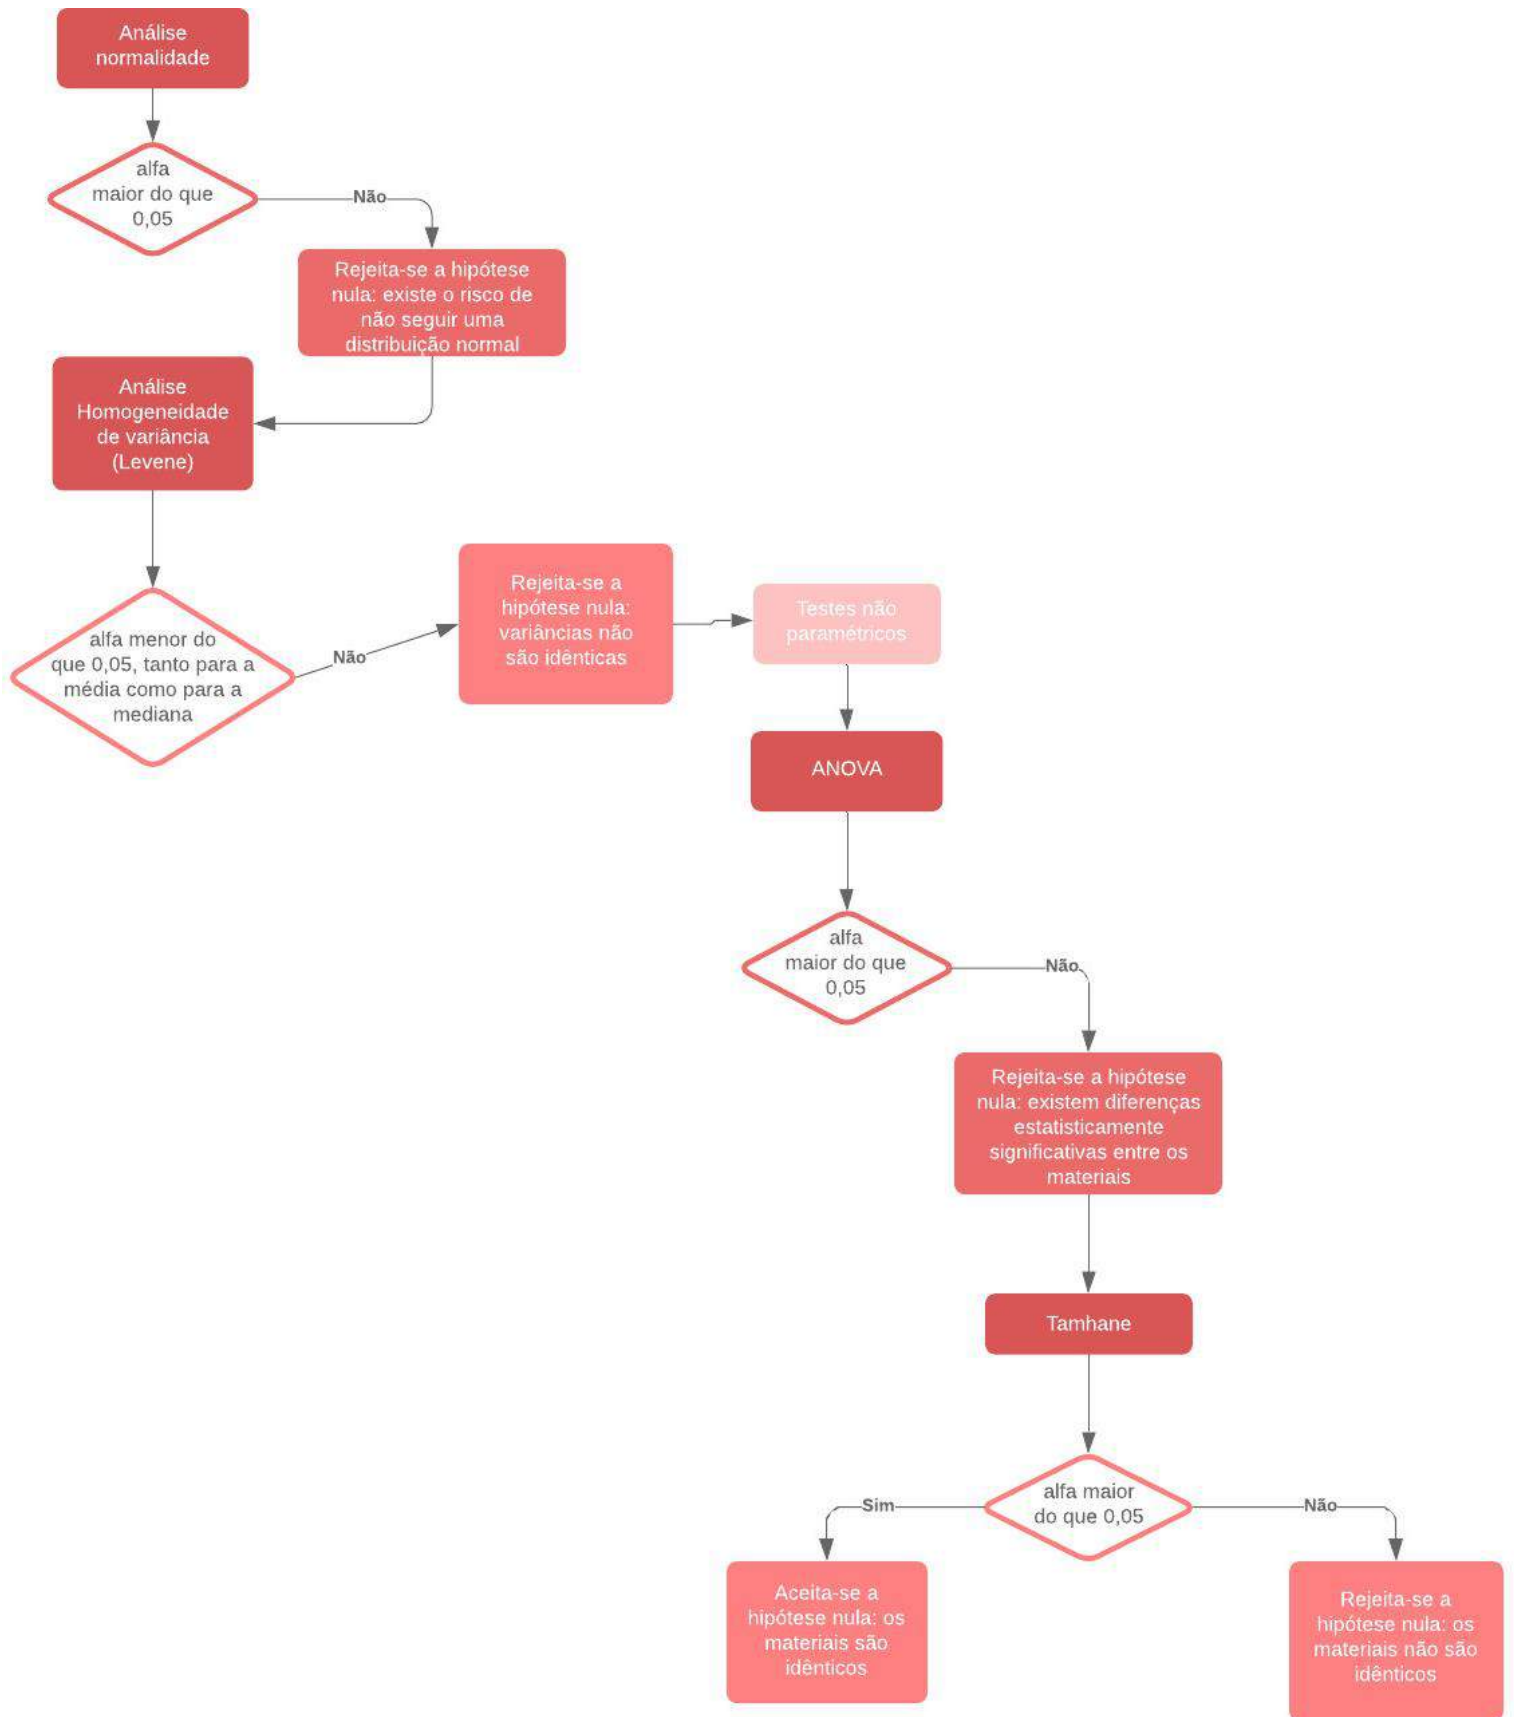 Análise
normalidade
alfa
maior do que
0,05
Não
Rejeita-se a hipótese
nula: existe o risco de
não seguir uma
distribuição normal
Análise
Homogeneidade
de variância
(Levene)
alfa menor do
que 0,05, tanto para a
média como para a
mediana
Não
Rejeita-se a
hipótese nula:
variâncias não
são idênticas
Testes não
paramétricos
ANOVA
alfa
maior do que
0,05
Não
Rejeita-se a hipótese
nula: existem diferenças
estatisticamente
significativas entre os
materiais
Tamhane
alfa maior
do que 0,05
Sim
Não
Aceita-se a
hipótese nula: os
materiais são
idênticos
Rejeita-se a
hipótese nula: os
materiais não são
idênticos